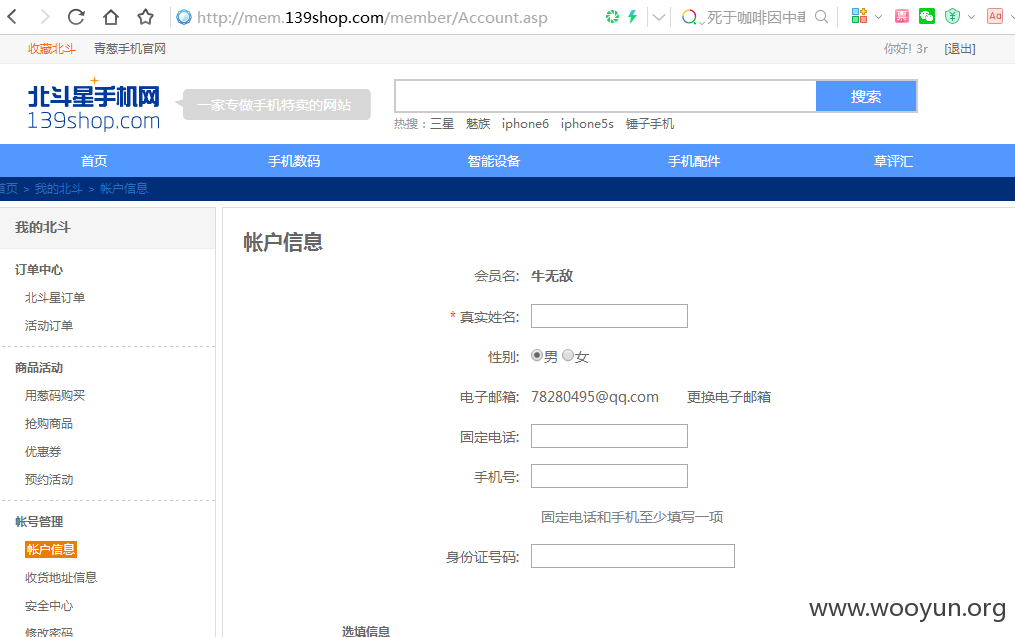 http://mem.139shop.com/member/Account.asp
死于咖啡因中毒
收藏北斗 青葱手机官网 你好! 3r [退出]
北斗星手机网
139shop.com
一家专做手机特卖的网站
搜索
热搜：三星 魅族 iphone6 iphone5s 锤子手机
首页 手机数码 智能设备 手机配件 草评汇
首页 > 我的北斗 > 帐户信息
我的北斗
订单中心
北斗星订单
活动订单
商品活动
用葱码购买
抢购商品
优惠券
预约活动
帐号管理
帐户信息
收货地址信息
安全中心
修改密码
帐户信息
会员名: 牛无敌
* 真实姓名:
性别: 男 女
电子邮箱: 78280495@qq.com 更换电子邮箱
固定电话:
手机号:
固定电话和手机至少填写一项
身份证号码:
选填信息
www.wooyun.org